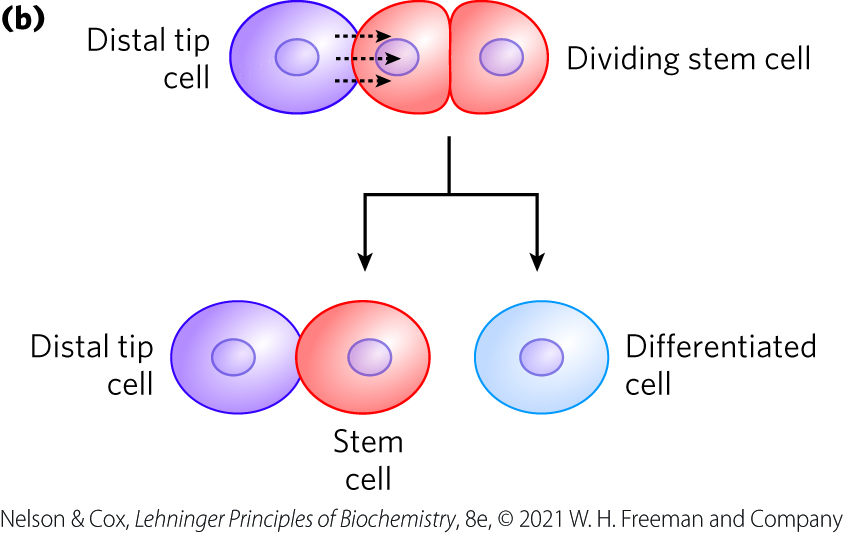 (b)
Distal tip
cell
Dividing stem cell
Distal tip
cell
Stem
cell
Differentiated
cell
Nelson & Cox, Lehninger Principles of Biochemistry, 8e, © 2021 W. H. Freeman and Company